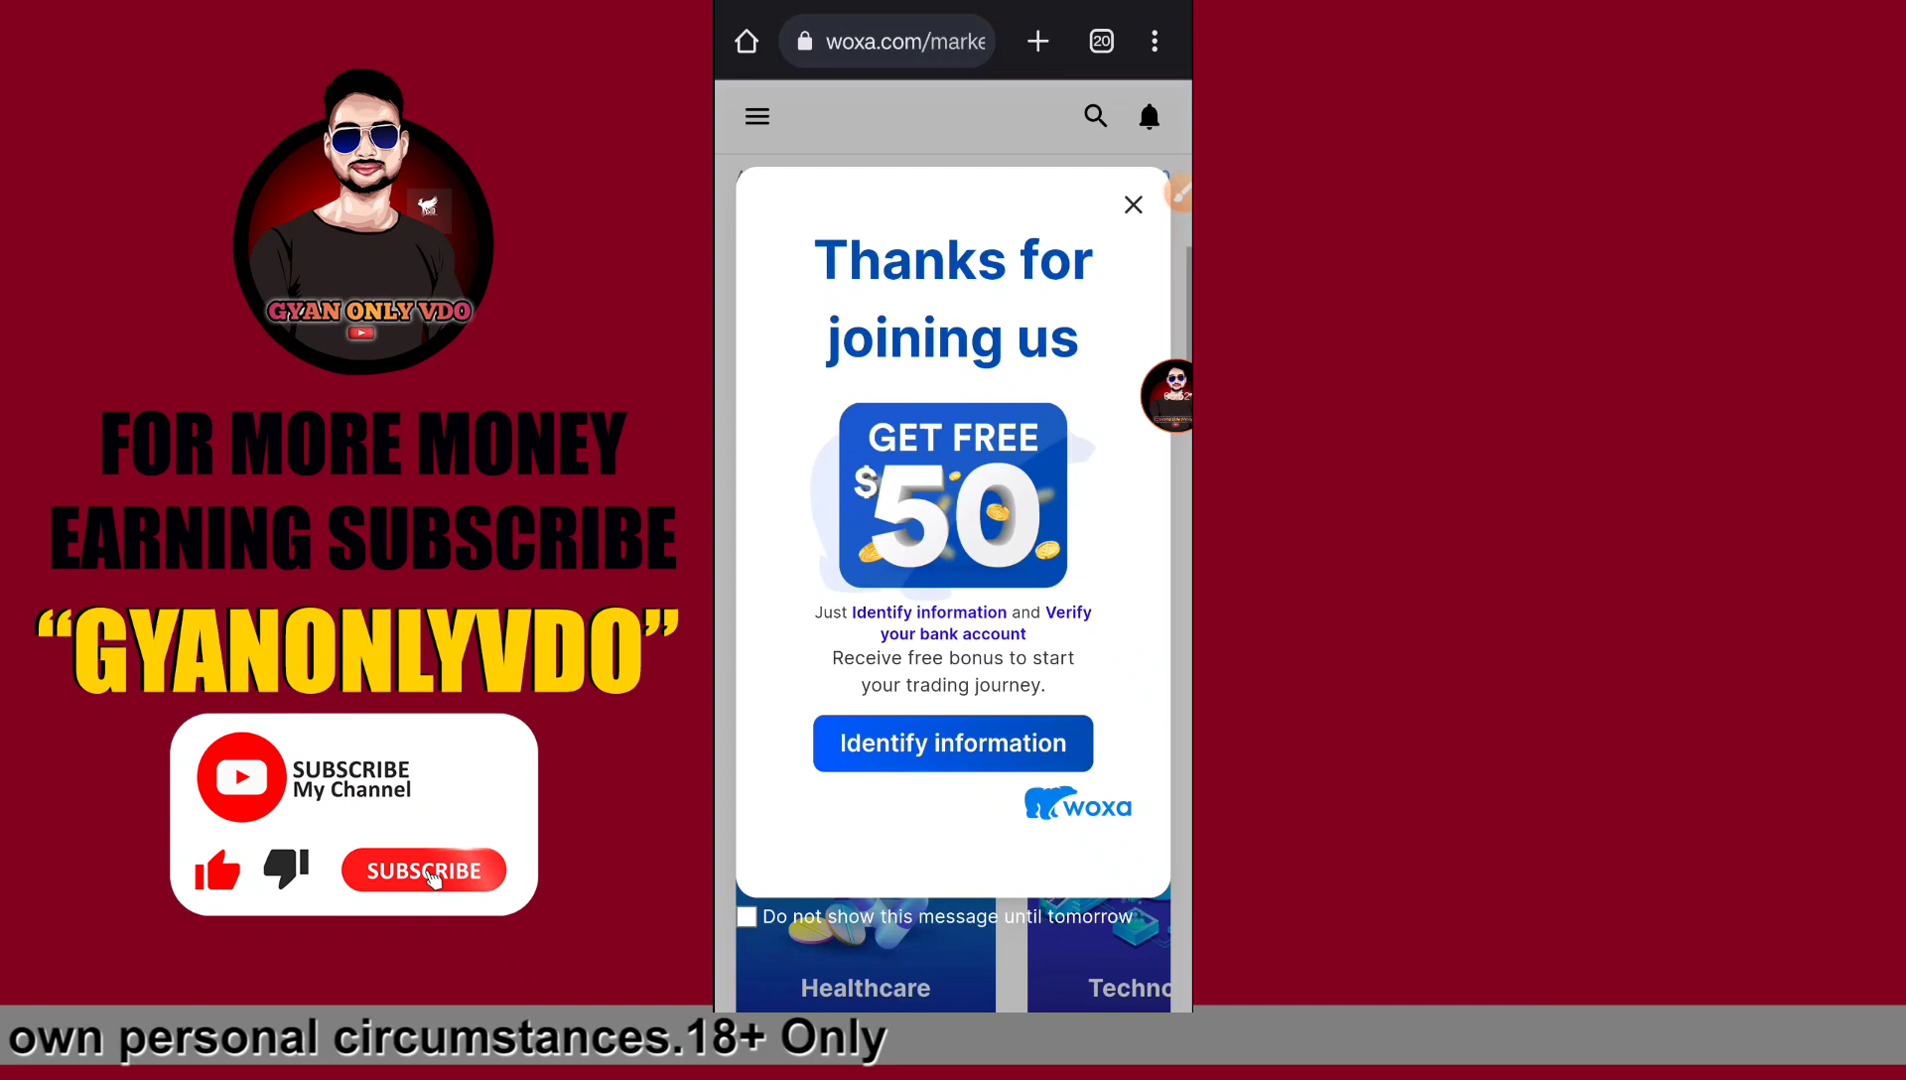 GYAN ONLY VDO
FOR MORE MONEY
EARNING SUBSCRIBE
“GYANONLYVDO”
SUBSCRIBE
My Channel
SUBSCRIBE
woxa.com/marke
20
Thanks for
joining us
GET FREE
$50
Just Identify information and Verify
your bank account
Receive free bonus to start
your trading journey.
Identify information
woxa
Do not show this message until tomorrow
Healthcare
Techno
own personal circumstances.18+ Only